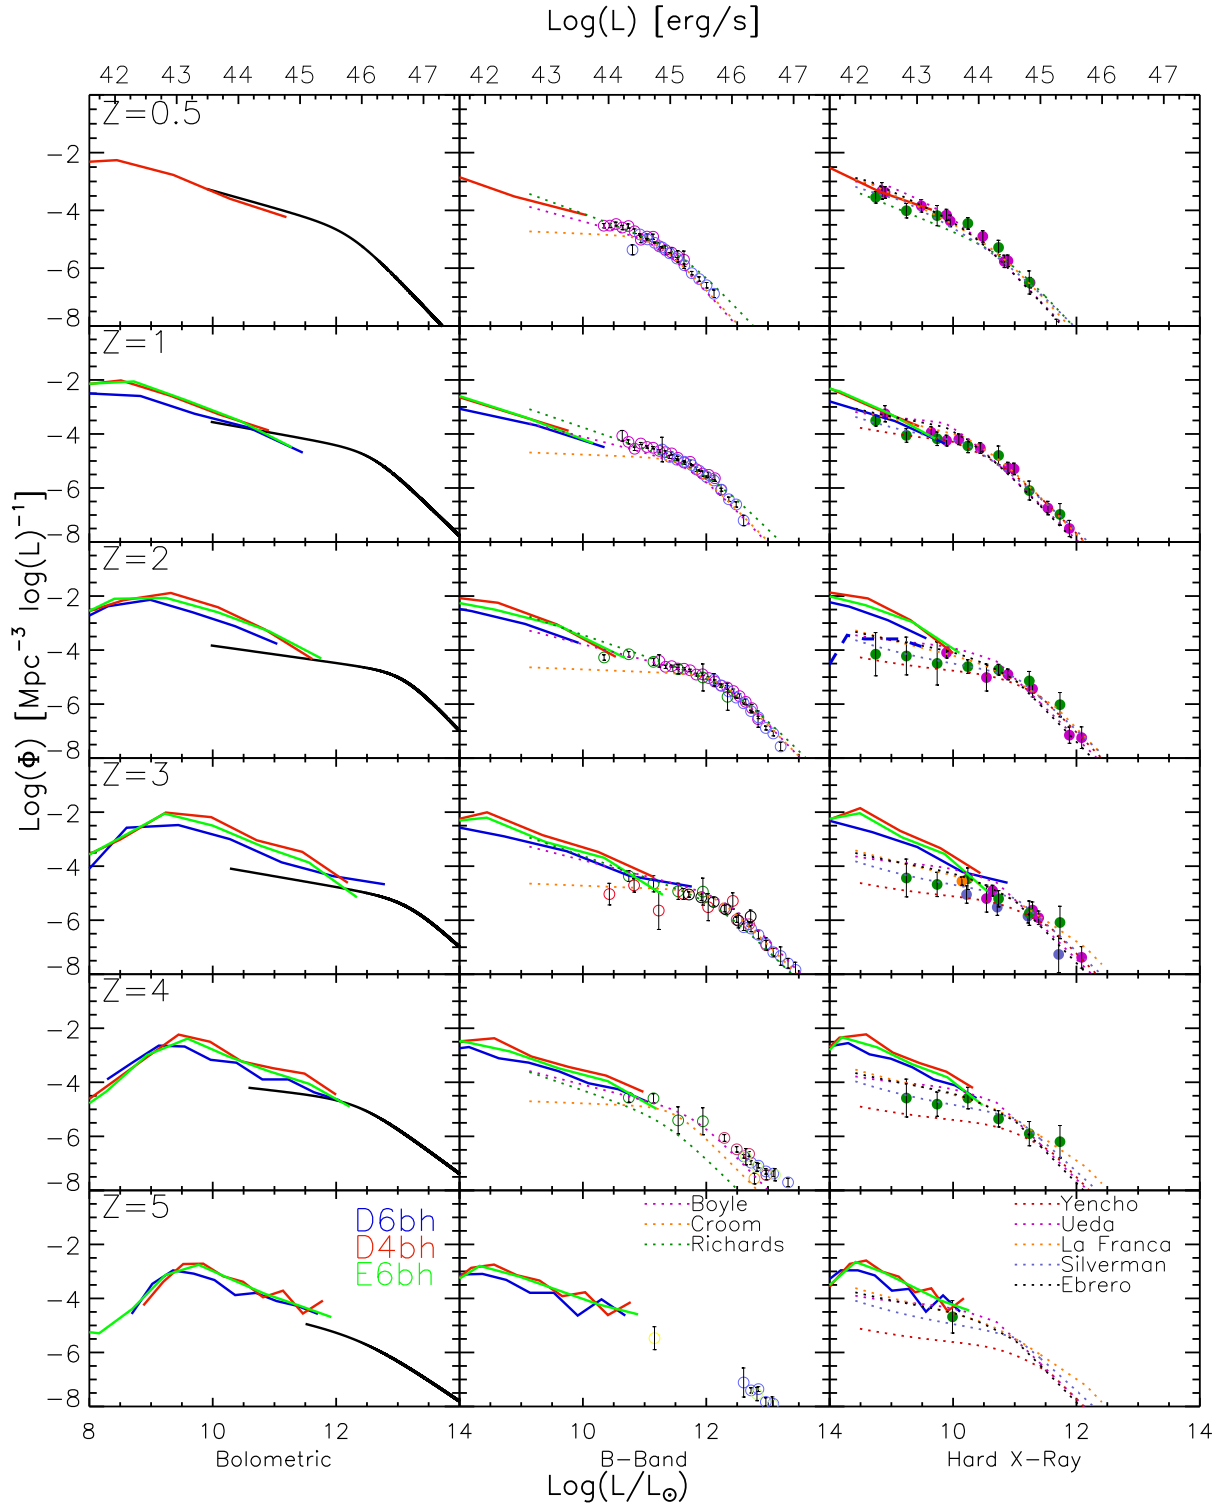 Log(L) [erg/s]
42 43 44 45 46 47 42 43 44 45 46 47 42 43 44 45 46 47
Z=0.5
−2
−4
−6
−8
Z=1
−2
−4
−6
−8
Z=2
−2
−4
−6
−8
Log(Φ) [Mpc⁻³ log(L)⁻¹]
Z=3
−2
−4
−6
−8
Z=4
−2
−4
−6
−8
Z=5
D6bh
D4bh
E6bh
Boyle
Croom
Richards
Yencho
Ueda
La Franca
Silverman
Ebrero
−2
−4
−6
−8
8 10 12 14 10 12 14 10 12 14
Bolometric B−Band Hard X−Ray
Log(L/L☉)